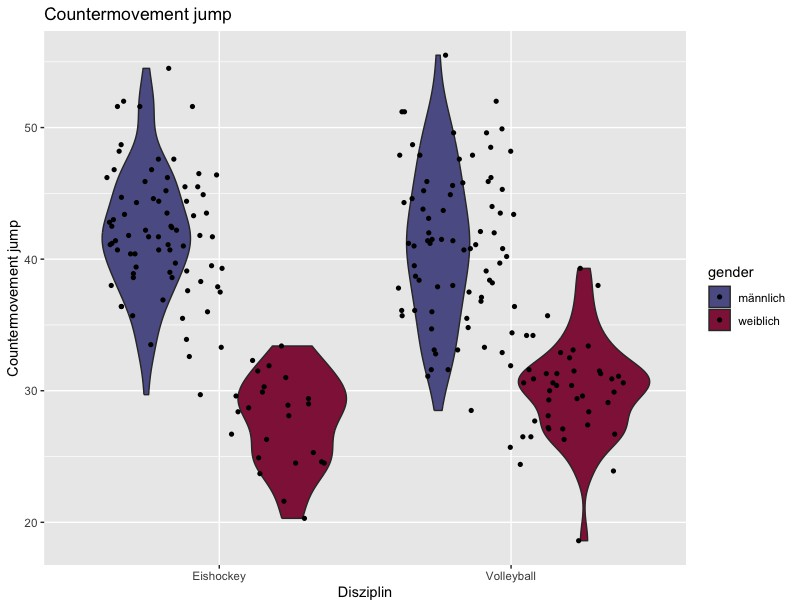 Countermovement jump
Countermovement jump
50
40
30
20
Eishockey
Volleyball
Disziplin
gender
männlich
weiblich